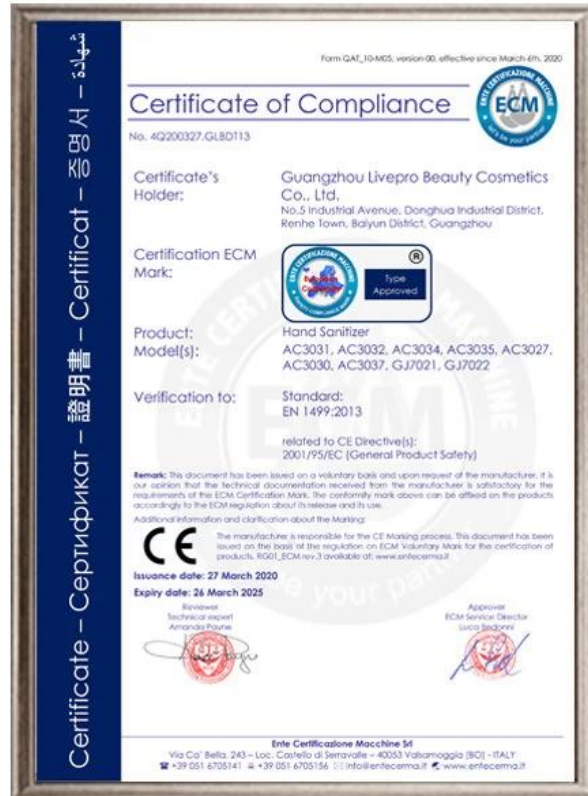 Form QAT_10-M05, version 00, effective since March 6th, 2020
Certificate of Compliance
ENTE CERTIFICAZIONE MACCHINE
ECM
let's be your partner
No. 4Q200327.GLBDT13
Certificate's
Holder:
Guangzhou Livepro Beauty Cosmetics
Co., Ltd.
No.5 Industrial Avenue, Donghua Industrial District,
Renhe Town, Baiyun District, Guangzhou
Certification ECM
Mark:
ENTE CERTIFICAZIONE MACCHINE
European
®
Type
Approved
Product:
Hand Sanitizer
Model(s):
AC3031, AC3032, AC3034, AC3035, AC3027,
AC3030, AC3037, GJ7021, GJ7022
Verification to:
Standard:
EN 1499:2013
related to CE Directive(s):
2001/95/EC (General Product Safety)
Remark: This document has been issued on a voluntary basis and upon request of the manufacturer. It is
our opinion that the technical documentation received from the manufacturer is satisfactory for the
requirements of the ECM Certification Mark. The conformity mark above can be affixed on the products
accordingly to the ECM regulation about its release and its use.
Additional information and clarification about the Marking:
CE
The manufacturer is responsible for the CE Marking process. This document has been
issued on the basis of the regulation on ECM Voluntary Mark for the certification of
products. RG01_ECM rev.3 available at: www.entecerma.it
Issuance date: 27 March 2020
Expiry date: 26 March 2025
Reviewer
Technical expert
Amanda Payne
Approver
ECM Service Director
Luca Bedonni
Ente Certificazione Macchine Srl
Via Ca' Bella, 243 – Loc. Castello di Serravalle – 40053 Valsamoggia (BO) - ITALY
+39 051 6705141 +39 051 6705156 info@entecerma.it www.entecerma.it
Certificate – Сертификат – 證明書 – Certificat – 증명서 – شهادة